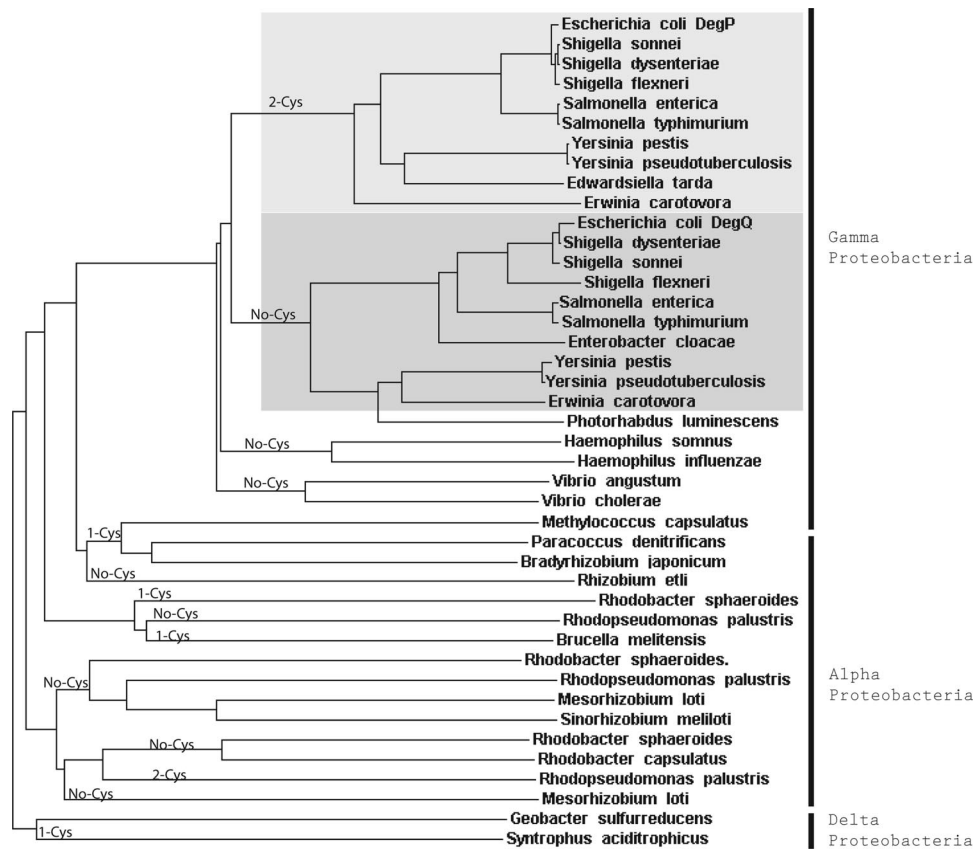 Escherichia coli DegP
Shigella sonnei
Shigella dysenteriae
Shigella flexneri
2-Cys
Salmonella enterica
Salmonella typhimurium
Yersinia pestis
Yersinia pseudotuberculosis
Edwardsiella tarda
Erwinia carotovora
Escherichia coli DegQ
Shigella dysenteriae
Gamma
Proteobacteria
Shigella sonnei
Shigella flexneri
Salmonella enterica
No-Cys
Salmonella typhimurium
Enterobacter cloacae
Yersinia pestis
Yersinia pseudotuberculosis
Erwinia carotovora
Photorhabdus luminescens
No-Cys
Haemophilus somnus
Haemophilus influenzae
No-Cys
Vibrio angustum
Vibrio cholerae
Methylococcus capsulatus
1-Cys
Paracoccus denitrificans
Bradyrhizobium japonicum
No-Cys
Rhizobium etli
1-Cys
Rhodobacter sphaeroides
No-Cys
Rhodopseudomonas palustris
1-Cys
Brucella melitensis
Rhodobacter sphaeroides.
No-Cys
Rhodopseudomonas palustris
Alpha
Proteobacteria
Mesorhizobium loti
Sinorhizobium meliloti
No-Cys
Rhodobacter sphaeroides
Rhodobacter capsulatus
2-Cys
Rhodopseudomonas palustris
No-Cys
Mesorhizobium loti
Geobacter sulfurreducens
Delta
Proteobacteria
1-Cys
Syntrophus aciditrophicus